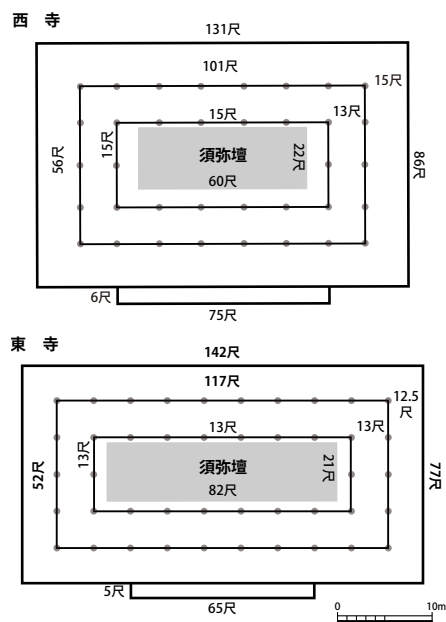 西 寺
131尺
101尺
15尺
15尺
13尺
15尺
56尺
須弥壇
22尺
60尺
86尺
6尺
75尺
東 寺
142尺
117尺
12.5
尺
13尺
13尺
13尺
52尺
須弥壇
21尺
82尺
77尺
5尺
65尺
0
10m